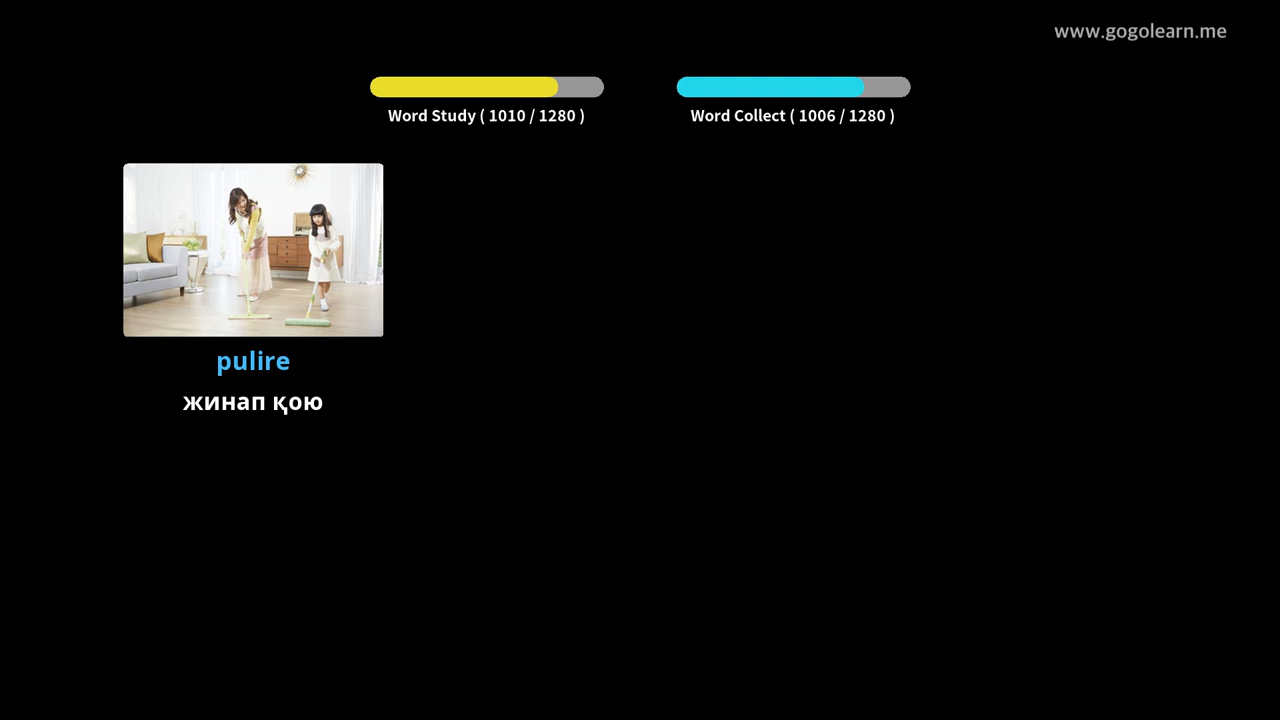 www.gogolearn.me
Word Study ( 1010 / 1280 )
Word Collect ( 1006 / 1280 )
pulire
жинап қою